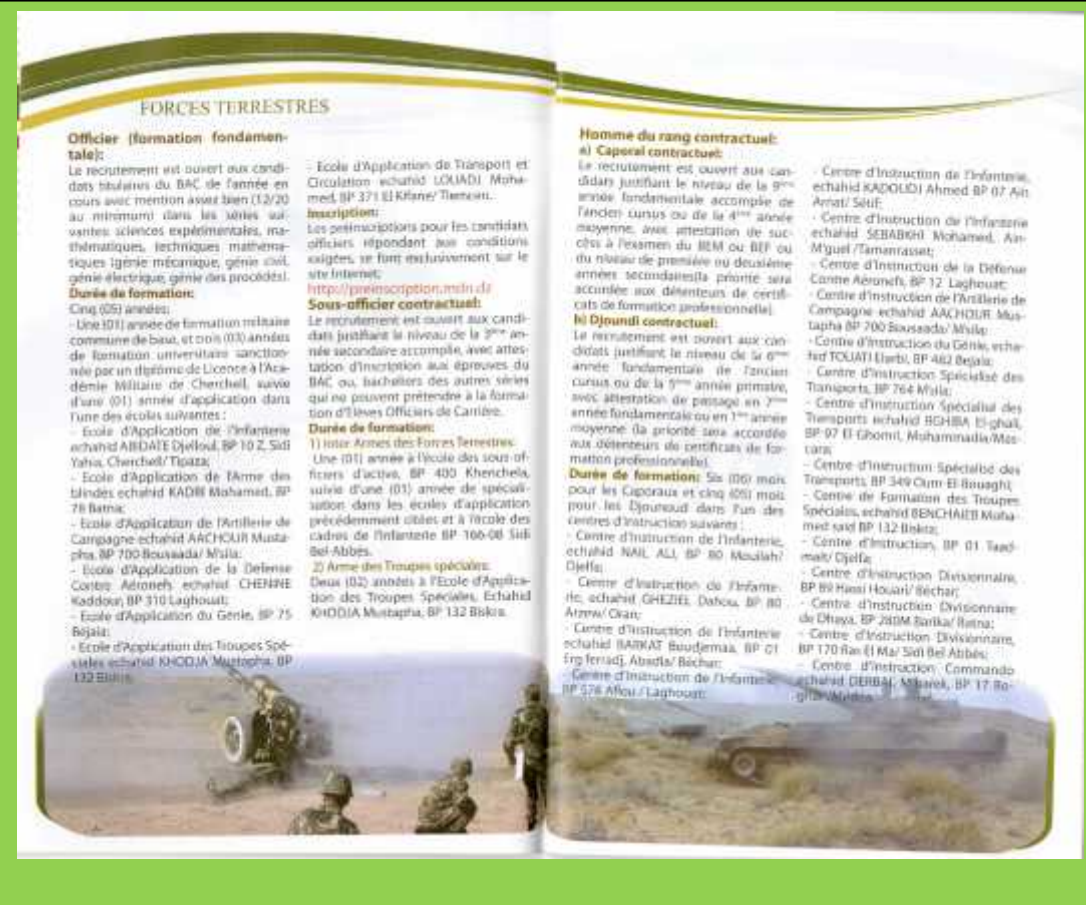 FORCES TERRESTRES
Officier (formation fondamen-
tale):
Le recrutement est ouvert aux candi-
dats titulaires du BAC de l'année en
cours avec mention assez bien (12/20
au minimum) dans les séries sui-
vantes: sciences expérimentales, ma-
thématiques, techniques mathéma-
tiques (génie mécanique, génie civil,
génie électrique, génie des procédés).
Durée de formation:
Cinq (05) années;
- Une (01) année de formation militaire
commune de base, et trois (03) années
de formation universitaire sanction-
née par un diplôme de Licence à l'Aca-
démie Militaire de Cherchell, suivie
d'une (01) année d'application dans
l'une des écoles suivantes :
- Ecole d'Application de l'Infanterie
echahid ABIDATE Djelloul, BP 10 Z, Sidi
Yahia, Cherchell/ Tipaza;
- Ecole d'Application de l'Arme des
blindés echahid KADRI Mohamed, BP
78 Batna;
- Ecole d'Application de l'Artillerie de
Campagne echahid AACHOUR Musta-
pha, BP 700 Bousaada/ M'sila;
- Ecole d'Application de la Défense
Contre Aéronefs echahid CHENINE
Kaddour, BP 310 Laghouat;
- Ecole d'Application du Génie, BP 75
Bejaia;
- Ecole d'Application des Troupes Spé-
ciales echahid KHODJA Mustapha, BP
132 Biskra.
- Ecole d'Application de Transport et
Circulation echahid LOUADJ Moha-
med, BP 371 El Kifane/ Tlemcen.
Inscription:
Les préinscriptions pour les candidats
officiers répondant aux conditions
exigées, se font exclusivement sur le
site Internet:
http://preinscription.mdn.dz
Sous-officier contractuel:
Le recrutement est ouvert aux candi-
dats justifiant le niveau de la 3ème an-
née secondaire accomplie, avec attes-
tation d'inscription aux épreuves du
BAC ou, bacheliers des autres séries
qui ne peuvent prétendre à la forma-
tion d'Elèves Officiers de Carrière.
Durée de formation:
1) Inter Armes des Forces Terrestres:
Une (01) année à l'école des sous-of-
ficiers d'active, BP 400 Khenchela,
suivie d'une (01) année de spéciali-
sation dans les écoles d'application
précédemment citées et à l'école des
cadres de l'Infanterie BP 166-08 Sidi
Bel-Abbés.
2) Arme des Troupes spéciales:
Deux (02) années à l'Ecole d'Applica-
tion des Troupes Spéciales, Echahid
KHODJA Mustapha, BP 132 Biskra.
Homme du rang contractuel:
a) Caporal contractuel:
Le recrutement est ouvert aux can-
didats justifiant le niveau de la 9ème
année fondamentale accomplie de
l'ancien cursus ou de la 4ème année
moyenne, avec attestation de suc-
cès à l'examen du BEM ou BEF ou
du niveau de première ou deuxième
années secondaires(la priorité sera
accordée aux détenteurs de certifi-
cats de formation professionnelle).
b) Djoundi contractuel:
Le recrutement est ouvert aux can-
didats justifiant le niveau de la 6ème
année fondamentale de l'ancien
cursus ou de la 5ème année primaire,
avec attestation de passage en 7ème
année fondamentale ou en 1ère année
moyenne (la priorité sera accordée
aux détenteurs de certificats de for-
mation professionnelle).
Durée de formation: Six (06) mois
pour les Caporaux et cinq (05) mois
pour les Djounoud dans l'un des
centres d'instruction suivants :
- Centre d'Instruction de l'Infanterie,
echahid NAIL ALI, BP 80 Mouilah/
Djelfa;
- Centre d'Instruction de l'Infante-
rie, echahid GHEZIEL Dahou, BP 80
Arzew/ Oran;
- Centre d'Instruction de l'Infanterie
echahid BARKAT Boudjemaa, BP 01
Erg ferradj, Abadla/ Béchar;
- Centre d'Instruction de l'Infanterie
BP 578 Aflou / Laghouat;
- Centre d'Instruction de l'Infanterie,
echahid KADOUDJ Ahmed BP 07 Ain
Arnat/ Sétif;
- Centre d'Instruction de l'Infanterie
echahid SEBABKHI Mohamed, Ain-
M'guel /Tamanrasset;
- Centre d'Instruction de la Défense
Contre Aéronefs, BP 12 Laghouat;
- Centre d'Instruction de l'Artillerie de
Campagne echahid AACHOUR Mus-
tapha BP 700 Bousaada/ M'sila;
- Centre d'Instruction du Génie, echa-
hid TOUATI Elarbi, BP 462 Bejaia;
- Centre d'Instruction Spécialisé des
Transports, BP 764 M'sila;
- Centre d'Instruction Spécialisé des
Transports echahid BGHIBA El-ghali,
BP 97 El Ghomri, Mohammadia/Mas-
cara;
- Centre d'Instruction Spécialisé des
Transports, BP 349 Oum El Bouaghi;
- Centre de Formation des Troupes
Spéciales, echahid BENCHAIEB Moha-
med said BP 132 Biskra;
- Centre d'Instruction, BP 01 Taad-
mait/ Djelfa;
- Centre d'Instruction Divisionnaire,
BP 89 Hassi Houari/ Béchar;
- Centre d'Instruction Divisionnaire
de Dhaya, BP 280M Barika/ Batna;
- Centre d'Instruction Divisionnaire,
BP 170 Ras El Ma/ Sidi Bel Abbés;
- Centre d'Instruction Commando
echahid DERBAL M'barek, BP 17 Bo-